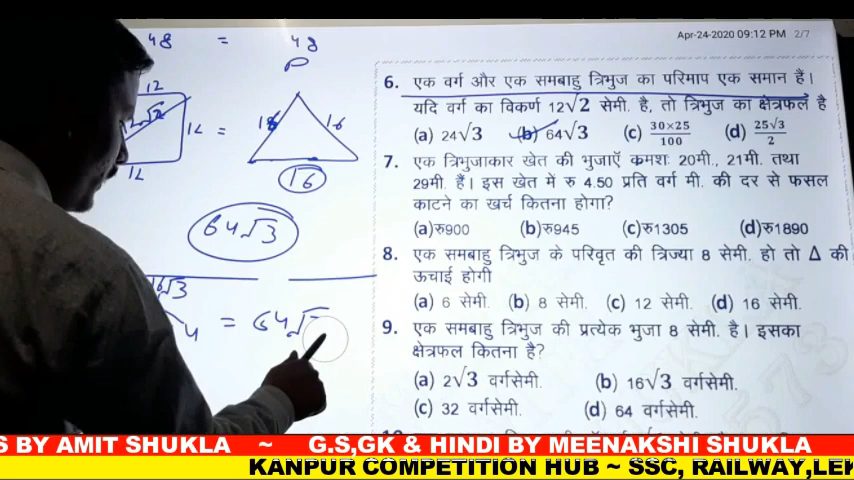 48 = 48
Apr-24-2020 09:12 PM 2/7
P
12
12√2
12 =
12
16 16
16
64√3
= 64√3
6. एक वर्ग और एक समबाहु त्रिभुज का परिमाप एक समान हैं।
यदि वर्ग का विकर्ण 12√2 सेमी. है, तो त्रिभुज का क्षेत्रफल है
(a) 24√3 (b) 64√3 (c) 30×25/100 (d) 25√3/2
7. एक त्रिभुजाकार खेत की भुजाएँ क्रमशः 20मी., 21मी. तथा
29मी. हैं। इस खेत में रु 4.50 प्रति वर्ग मी. की दर से फसल
काटने का खर्च कितना होगा?
(a)रु900 (b)रु945 (c)रु1305 (d)रु1890
8. एक समबाहु त्रिभुज के परिवृत की त्रिज्या 8 सेमी. हो तो Δ की
ऊचाई होगी
(a) 6 सेमी. (b) 8 सेमी. (c) 12 सेमी. (d) 16 सेमी.
9. एक समबाहु त्रिभुज की प्रत्येक भुजा 8 सेमी. है। इसका
क्षेत्रफल कितना है?
(a) 2√3 वर्गसेमी. (b) 16√3 वर्गसेमी.
(c) 32 वर्गसेमी. (d) 64 वर्गसेमी.
S BY AMIT SHUKLA ~ G.S,GK & HINDI BY MEENAKSHI SHUKLA
KANPUR COMPETITION HUB ~ SSC, RAILWAY,LEK